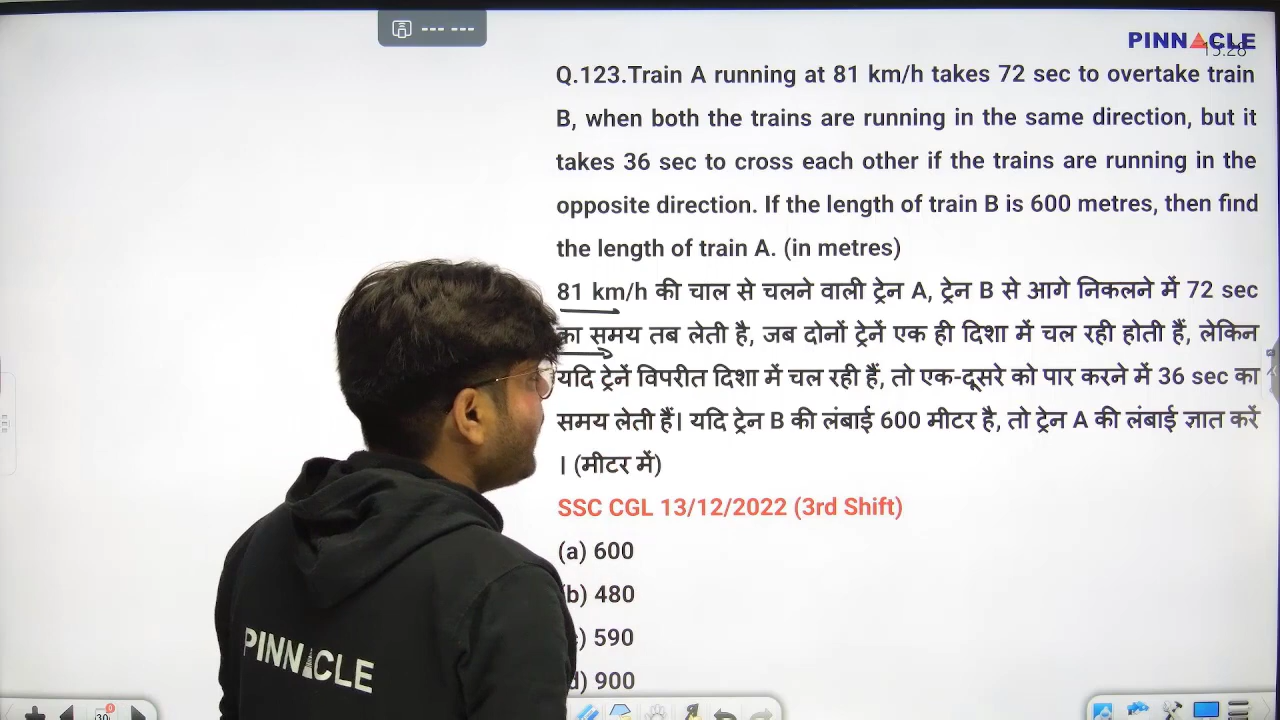 PINNACLE
15:28
Q.123.Train A running at 81 km/h takes 72 sec to overtake train
B, when both the trains are running in the same direction, but it
takes 36 sec to cross each other if the trains are running in the
opposite direction. If the length of train B is 600 metres, then find
the length of train A. (in metres)
81 km/h की चाल से चलने वाली ट्रेन A, ट्रेन B से आगे निकलने में 72 sec
का समय तब लेती है, जब दोनों ट्रेनें एक ही दिशा में चल रही होती हैं, लेकिन
यदि ट्रेनें विपरीत दिशा में चल रही हैं, तो एक-दूसरे को पार करने में 36 sec का
समय लेती हैं। यदि ट्रेन B की लंबाई 600 मीटर है, तो ट्रेन A की लंबाई ज्ञात करें
। (मीटर में)
SSC CGL 13/12/2022 (3rd Shift)
(a) 600
b) 480
) 590
d) 900
PINNACLE
30